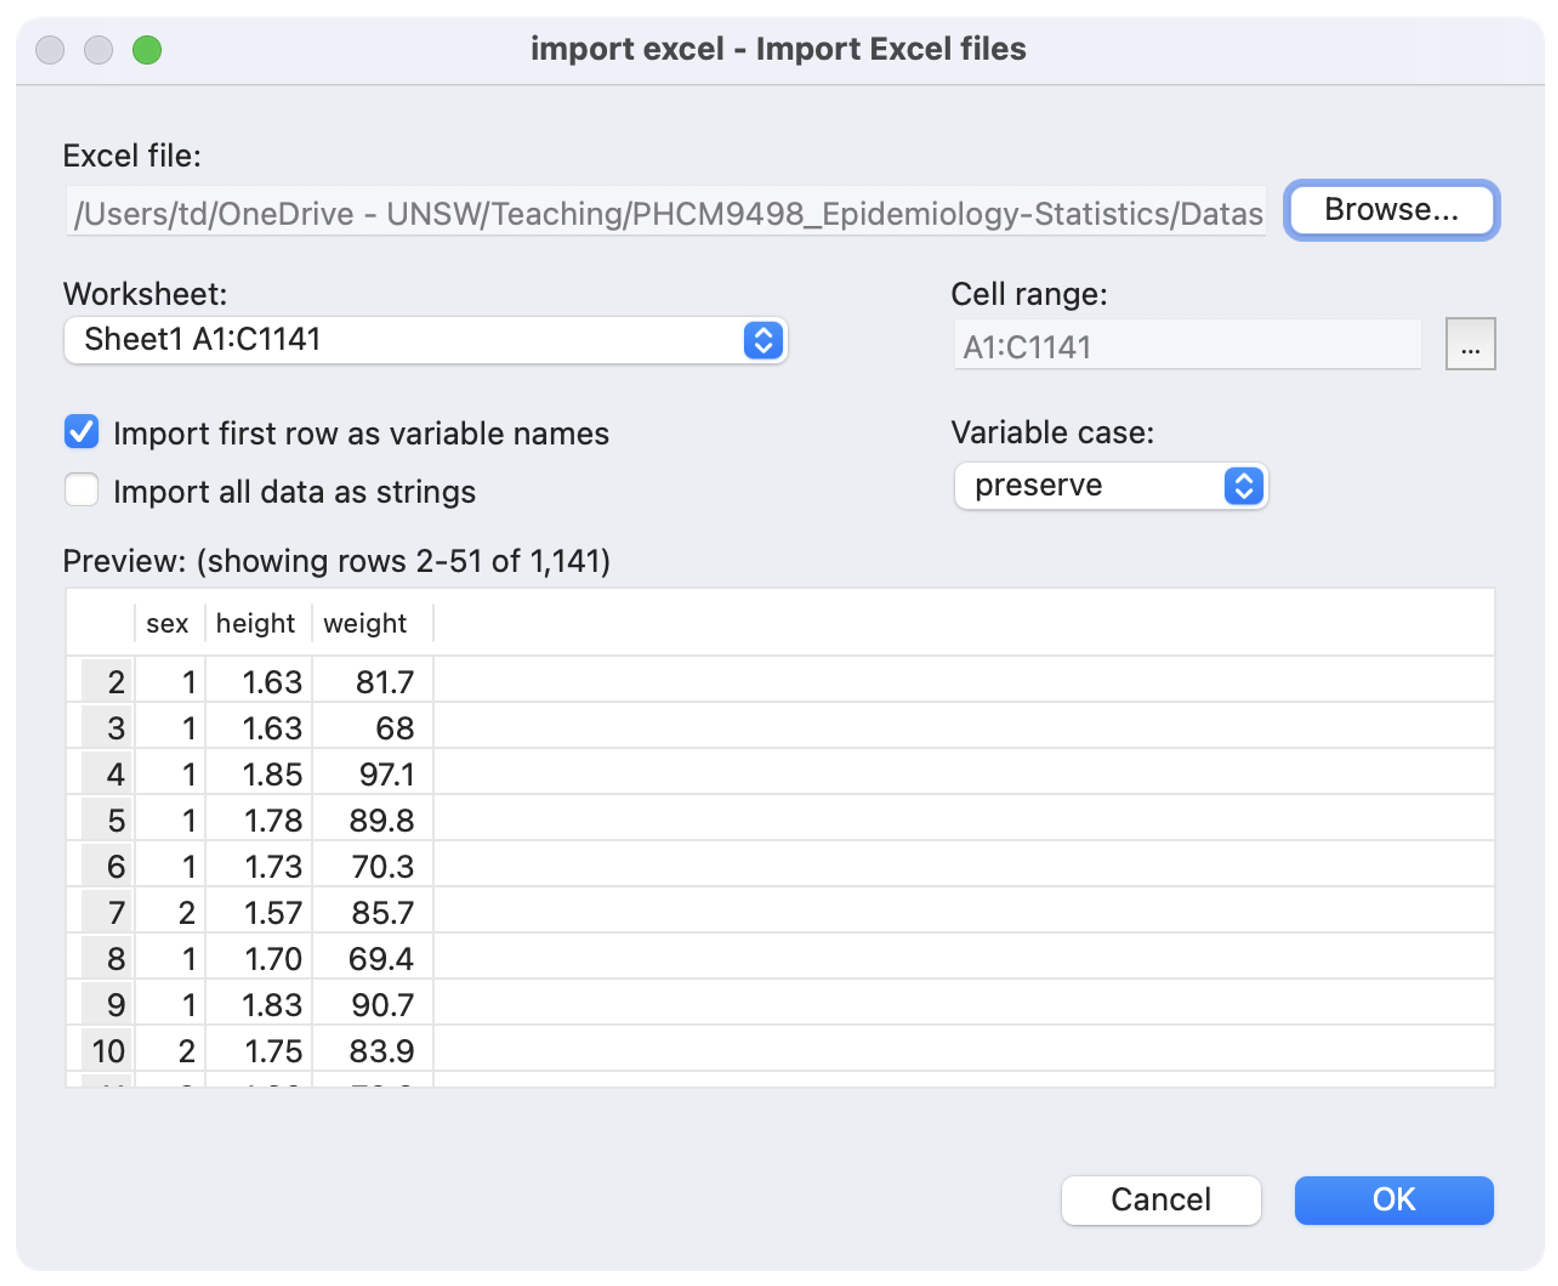 import excel - Import Excel files
Excel file:
/Users/td/OneDrive - UNSW/Teaching/PHCM9498_Epidemiology-Statistics/Datas
Browse...
Worksheet:
Cell range:
Sheet1 A1:C1141
A1:C1141
...
Import first row as variable names
Variable case:
Import all data as strings
preserve
Preview: (showing rows 2-51 of 1,141)
sex height weight
2 1 1.63 81.7
3 1 1.63 68
4 1 1.85 97.1
5 1 1.78 89.8
6 1 1.73 70.3
7 2 1.57 85.7
8 1 1.70 69.4
9 1 1.83 90.7
10 2 1.75 83.9
Cancel OK